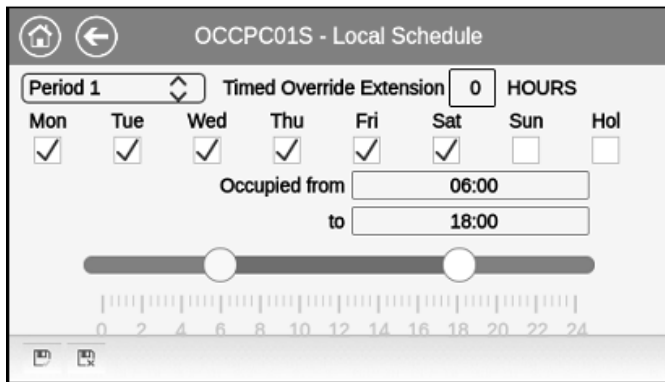 OCCPC01S - Local Schedule
Period 1 Timed Override Extension 0 HOURS
Mon Tue Wed Thu Fri Sat Sun Hol
Occupied from 06:00
to 18:00
0 2 4 6 8 10 12 14 16 18 20 22 24